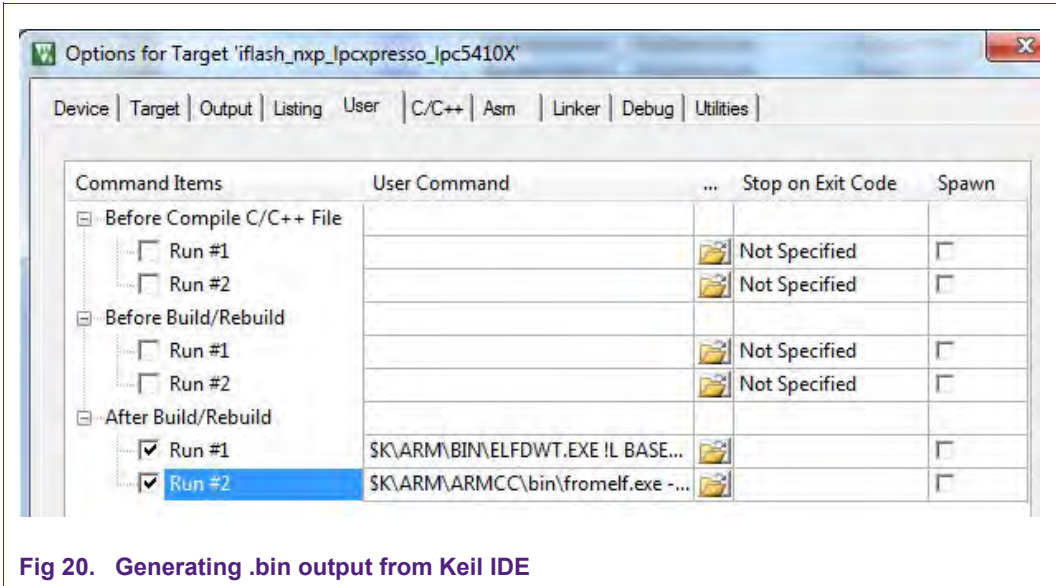 Options for Target 'iflash_nxp_lpcxpresso_lpc5410X'
Device | Target | Output | Listing User | C/C++ | Asm | Linker | Debug | Utilities |
Command Items User Command ... Stop on Exit Code Spawn
Before Compile C/C++ File
Run #1 Not Specified
Run #2 Not Specified
Before Build/Rebuild
Run #1 Not Specified
Run #2 Not Specified
After Build/Rebuild
Run #1 $K\ARM\BIN\ELFDWT.EXE !L BASE...
Run #2 $K\ARM\ARMCC\bin\fromelf.exe -...
Fig 20. Generating .bin output from Keil IDE